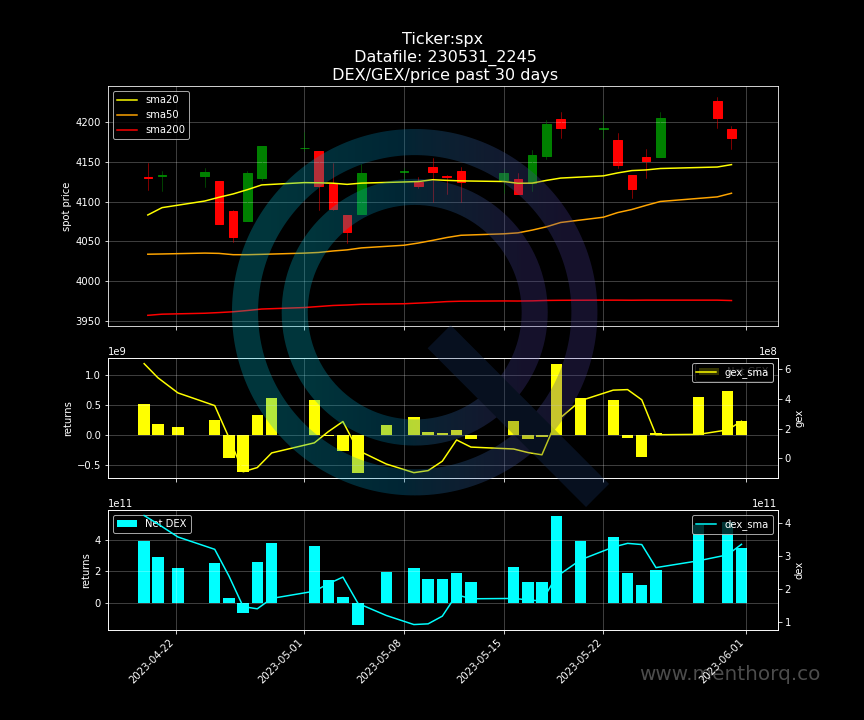 Ticker:spx
Datafile: 230531_2245
DEX/GEX/price past 30 days
sma20
sma50
sma200
4200
4150
4100
4050
4000
3950
spot price
1e9
1e8
gex_sma
1.0
0.5
0.0
−0.5
returns
6
4
2
0
gex
1e11
1e11
Net DEX
dex_sma
4
2
0
returns
4
3
2
1
dex
2023-04-22
2023-05-01
2023-05-08
2023-05-15
2023-05-22
2023-06-01
www.menthorq.co